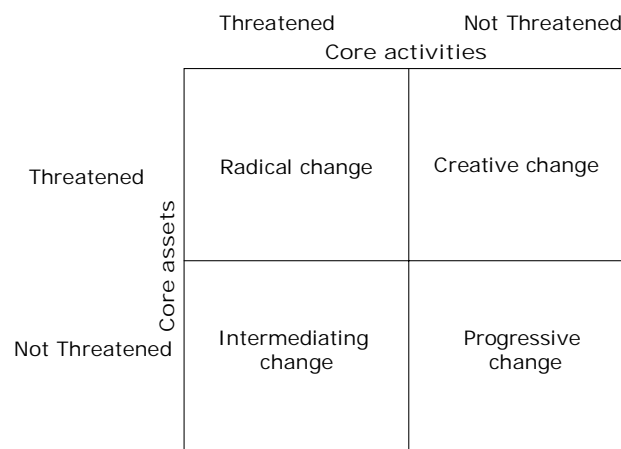 Threatened Not Threatened
Core activities
Threatened
Radical change
Creative change
Core assets
Not Threatened
Intermediating
change
Progressive
change